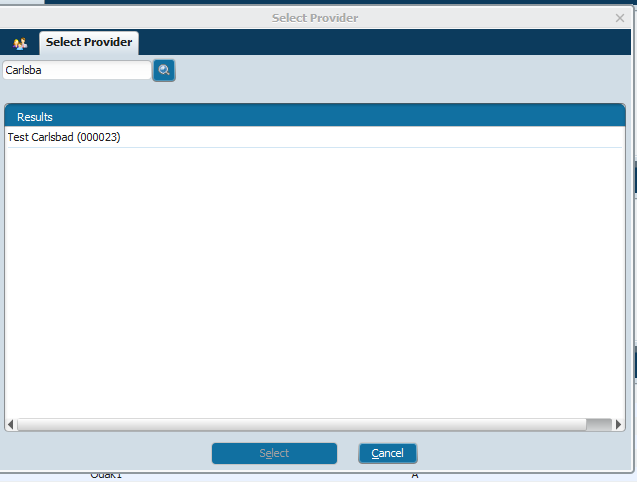 Select Provider
Select Provider
Carlsba
Results
Test Carlsbad (000023)
Select
Cancel